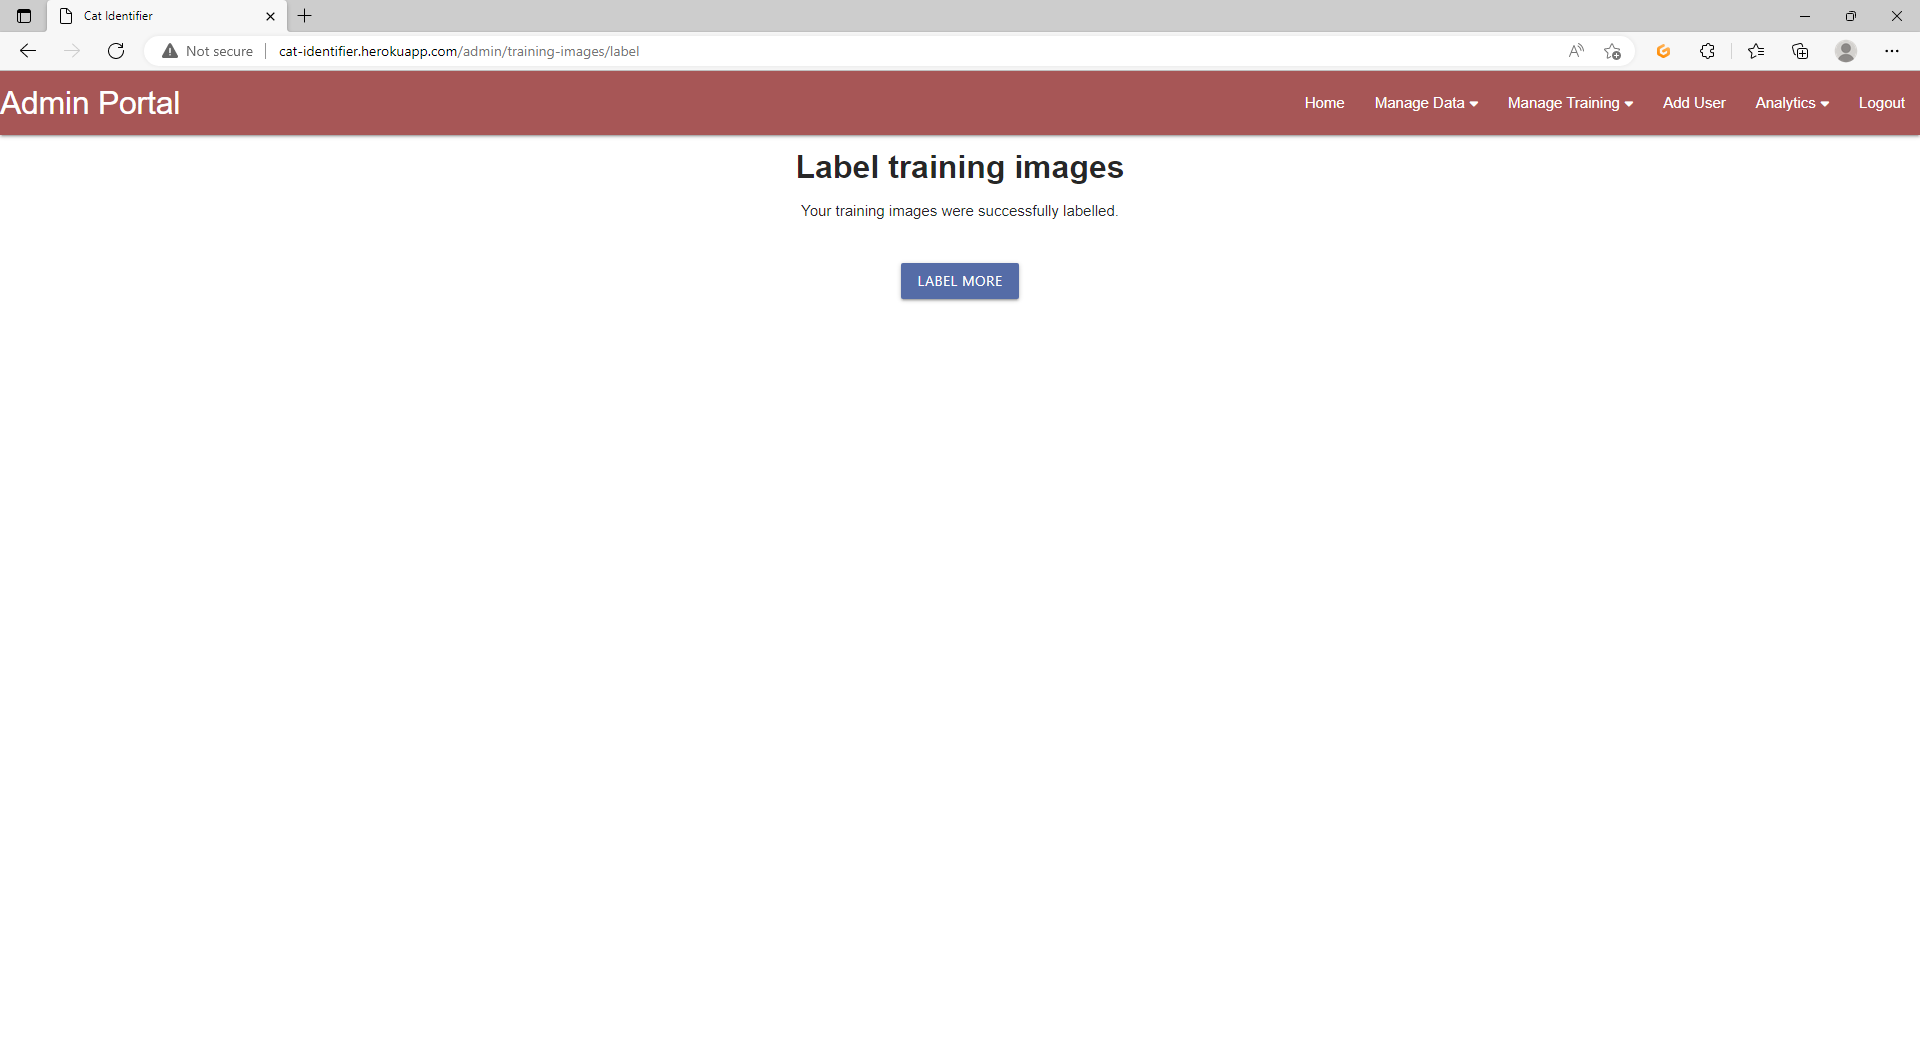 Cat Identifier
Not secure
cat-identifier.herokuapp.com/admin/training-images/label
Admin Portal
Home Manage Data Manage Training Add User Analytics Logout
Label training images
Your training images were successfully labelled.
LABEL MORE